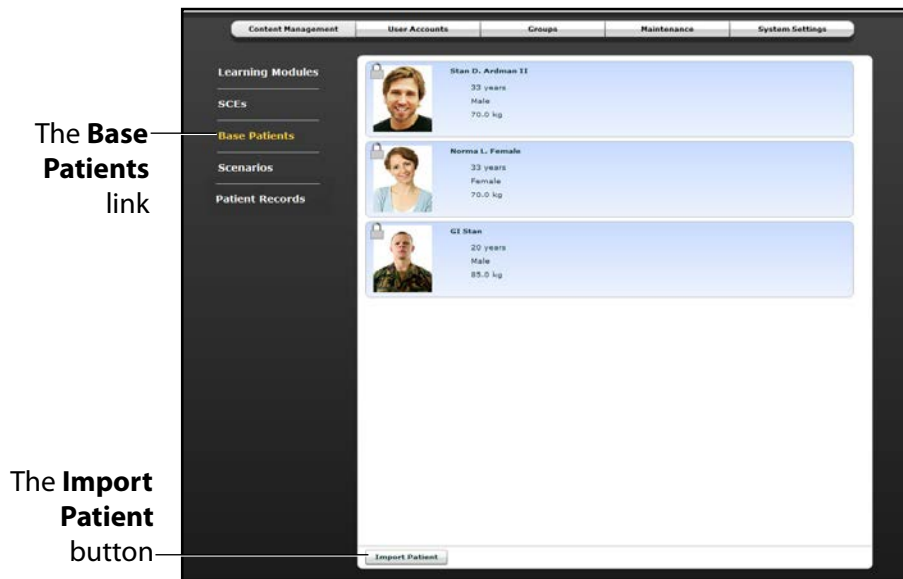 Content Management User Accounts Groups Maintenance System Settings
Learning Modules
SCEs
Base Patients
Scenarios
Patient Records
Stan D. Ardman II
33 years
Male
70.0 kg
Norma L. Female
33 years
Female
70.0 kg
GI Stan
20 years
Male
85.0 kg
Import Patient
The Base
Patients
link
The Import
Patient
button